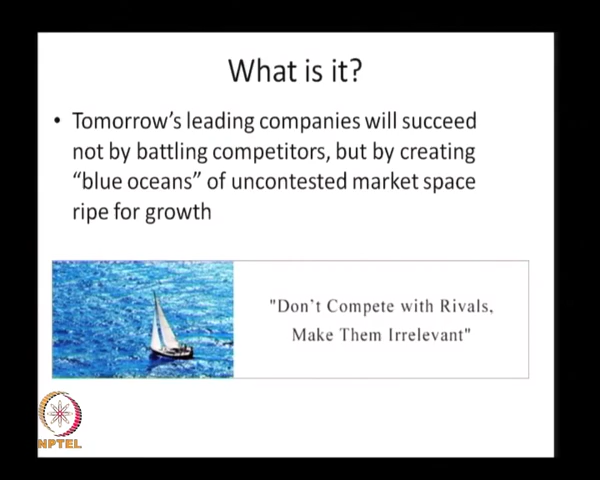 What is it?
• Tomorrow's leading companies will succeed
not by battling competitors, but by creating
“blue oceans” of uncontested market space
ripe for growth
"Don't Compete with Rivals,
Make Them Irrelevant"
NPTEL